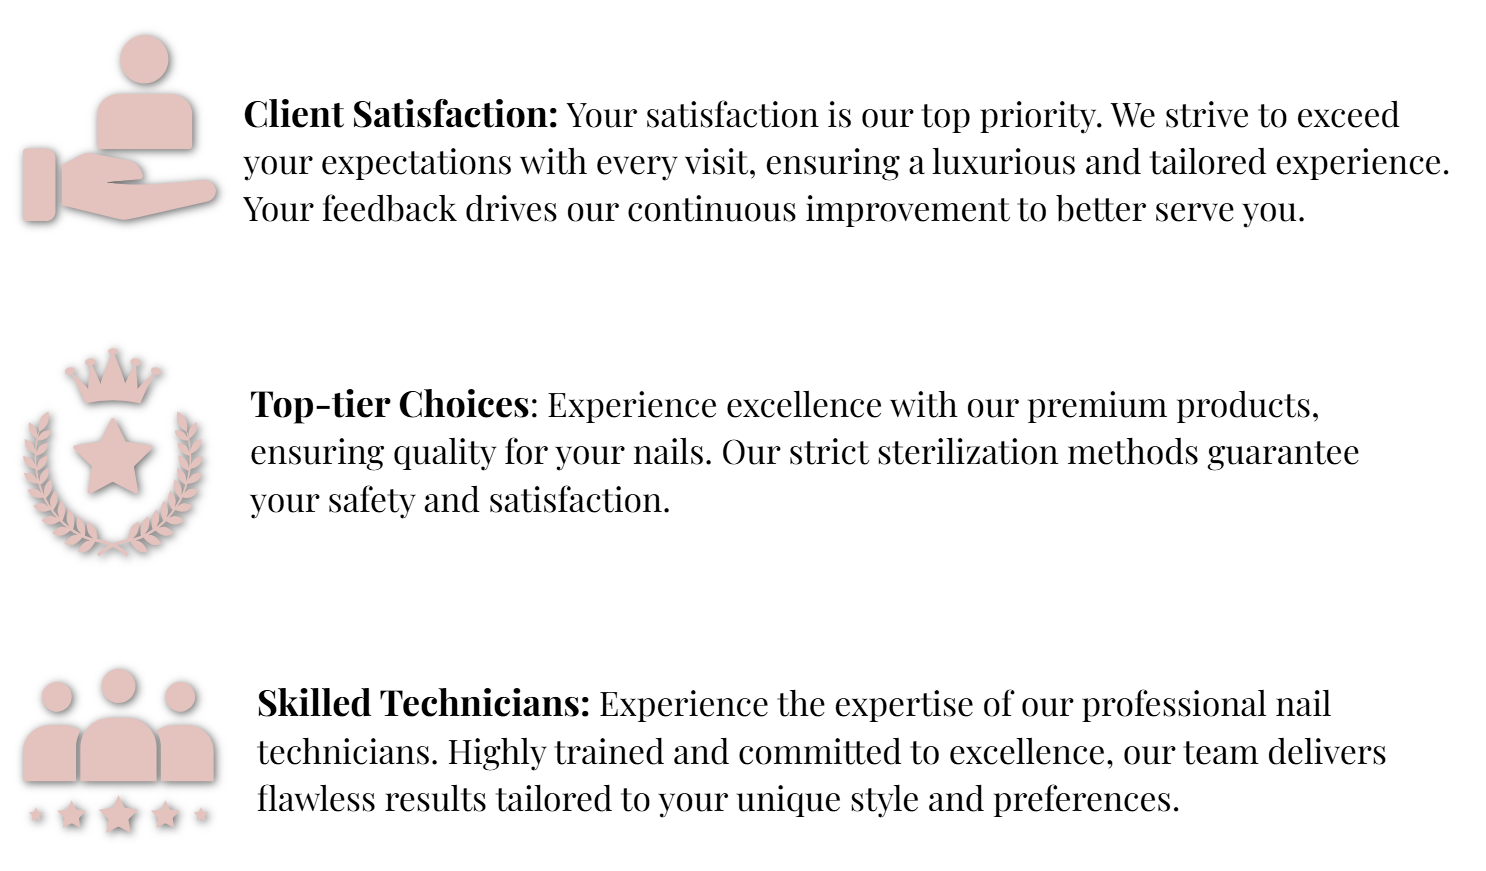 Client Satisfaction: Your satisfaction is our top priority. We strive to exceed
your expectations with every visit, ensuring a luxurious and tailored experience.
Your feedback drives our continuous improvement to better serve you.
Top-tier Choices: Experience excellence with our premium products,
ensuring quality for your nails. Our strict sterilization methods guarantee
your safety and satisfaction.
Skilled Technicians: Experience the expertise of our professional nail
technicians. Highly trained and committed to excellence, our team delivers
flawless results tailored to your unique style and preferences.